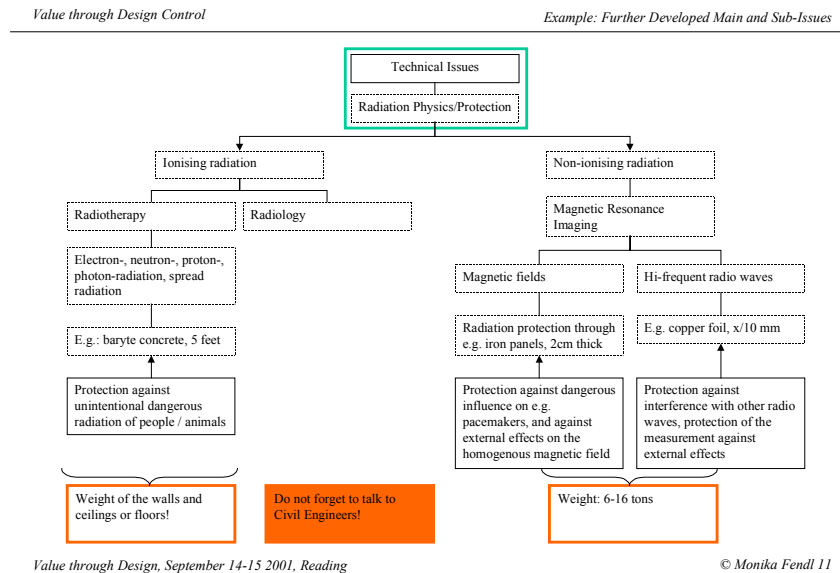 Value through Design Control
Example: Further Developed Main and Sub-Issues
Technical Issues
Radiation Physics/Protection
Ionising radiation
Non-ionising radiation
Radiotherapy
Radiology
Magnetic Resonance
Imaging
Electron-, neutron-, proton-,
photon-radiation, spread
radiation
Magnetic fields
Hi-frequent radio waves
E.g.: baryte concrete, 5 feet
Radiation protection through
e.g. iron panels, 2cm thick
E.g. copper foil, x/10 mm
Protection against
unintentional dangerous
radiation of people / animals
Protection against dangerous
influence on e.g.
pacemakers, and against
external effects on the
homogenous magnetic field
Protection against
interference with other radio
waves, protection of the
measurement against
external effects
Weight of the walls and
ceilings or floors!
Do not forget to talk to
Civil Engineers!
Weight: 6-16 tons
Value through Design, September 14-15 2001, Reading
© Monika Fendl 11